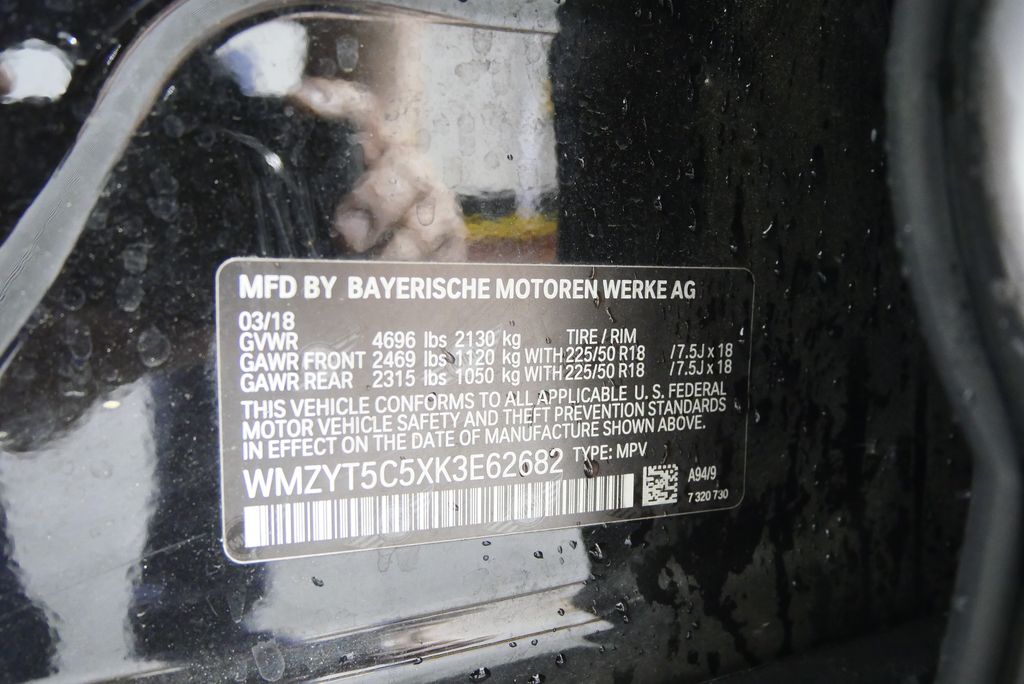 MFD BY BAYERISCHE MOTOREN WERKE AG
03/18
GVWR 4696 lbs 2130 kg TIRE / RIM
GAWR FRONT 2469 lbs 1120 kg WITH 225/50 R18 /7.5J x 18
GAWR REAR 2315 lbs 1050 kg WITH 225/50 R18 /7.5J x 18
THIS VEHICLE CONFORMS TO ALL APPLICABLE U. S. FEDERAL
MOTOR VEHICLE SAFETY AND THEFT PREVENTION STANDARDS
IN EFFECT ON THE DATE OF MANUFACTURE SHOWN ABOVE.
WMZYT5C5XK3E62682 TYPE: MPV
A94/9
7 320 730